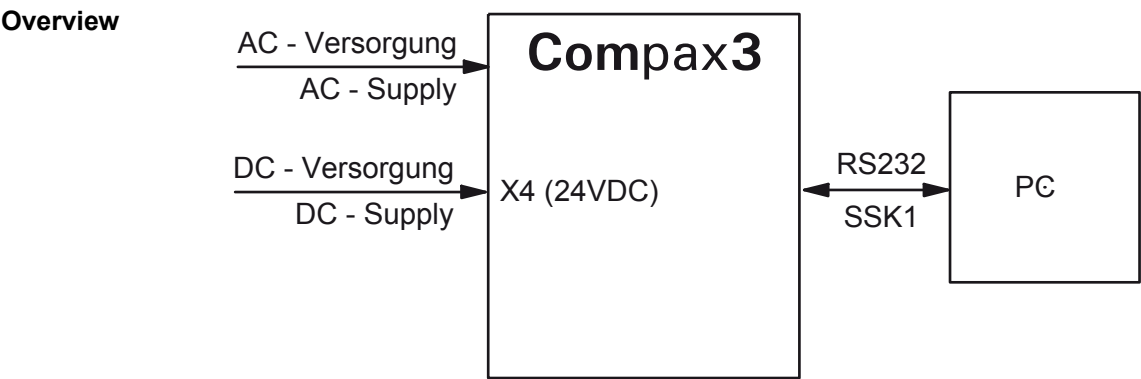 Overview
AC - Versorgung
AC - Supply
Compax3
DC - Versorgung
DC - Supply
X4 (24VDC)
RS232
SSK1
PC